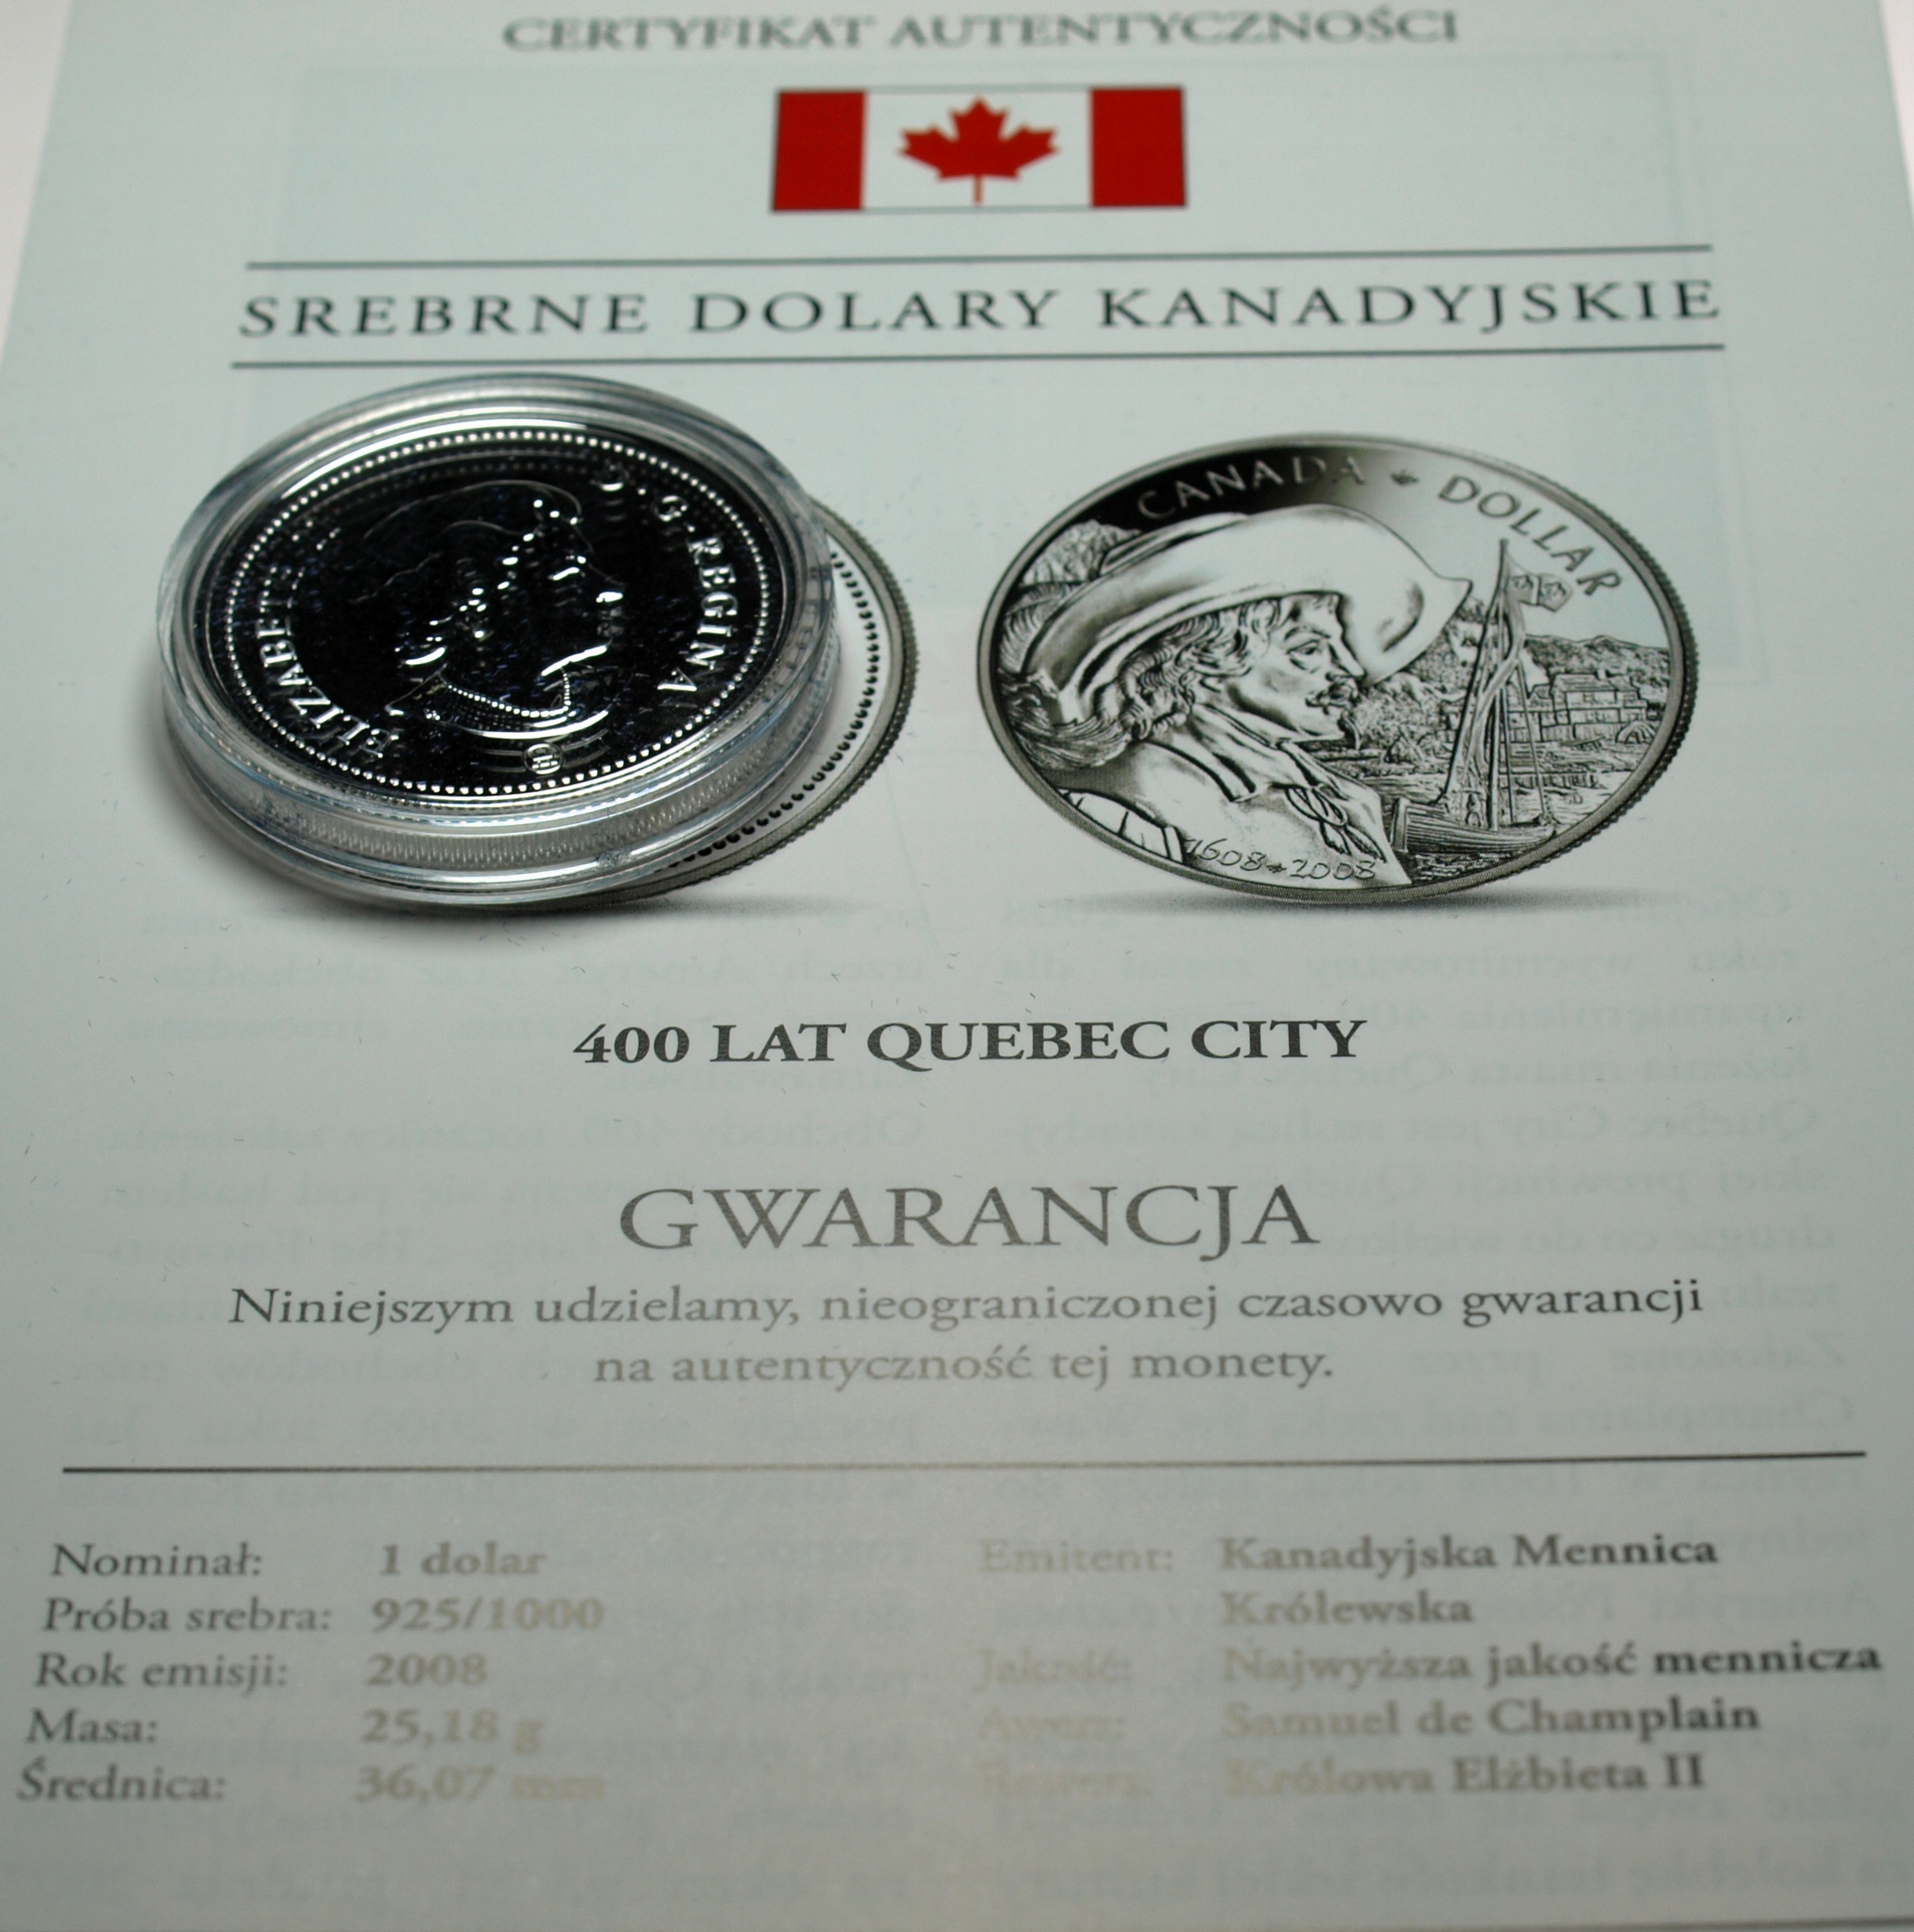 CERTYFIKAT AUTENTYCZNOŚCI
SREBRNE DOLARY KANADYJSKIE
ELIZABETH II D·G·REGINA
CANADA DOLLAR
1608 2008
400 LAT QUEBEC CITY
GWARANCJA
Niniejszym udzielamy, nieograniczonej czasowo gwarancji
na autentyczność tej monety.
Nominał: 1 dolar
Próba srebra: 925/1000
Rok emisji: 2008
Masa: 25,18 g
Średnica: 36,07 mm
Emitent: Kanadyjska Mennica
Królewska
Jakość: Najwyższa jakość mennicza
Awers: Samuel de Champlain
Rewers: Królowa Elżbieta II